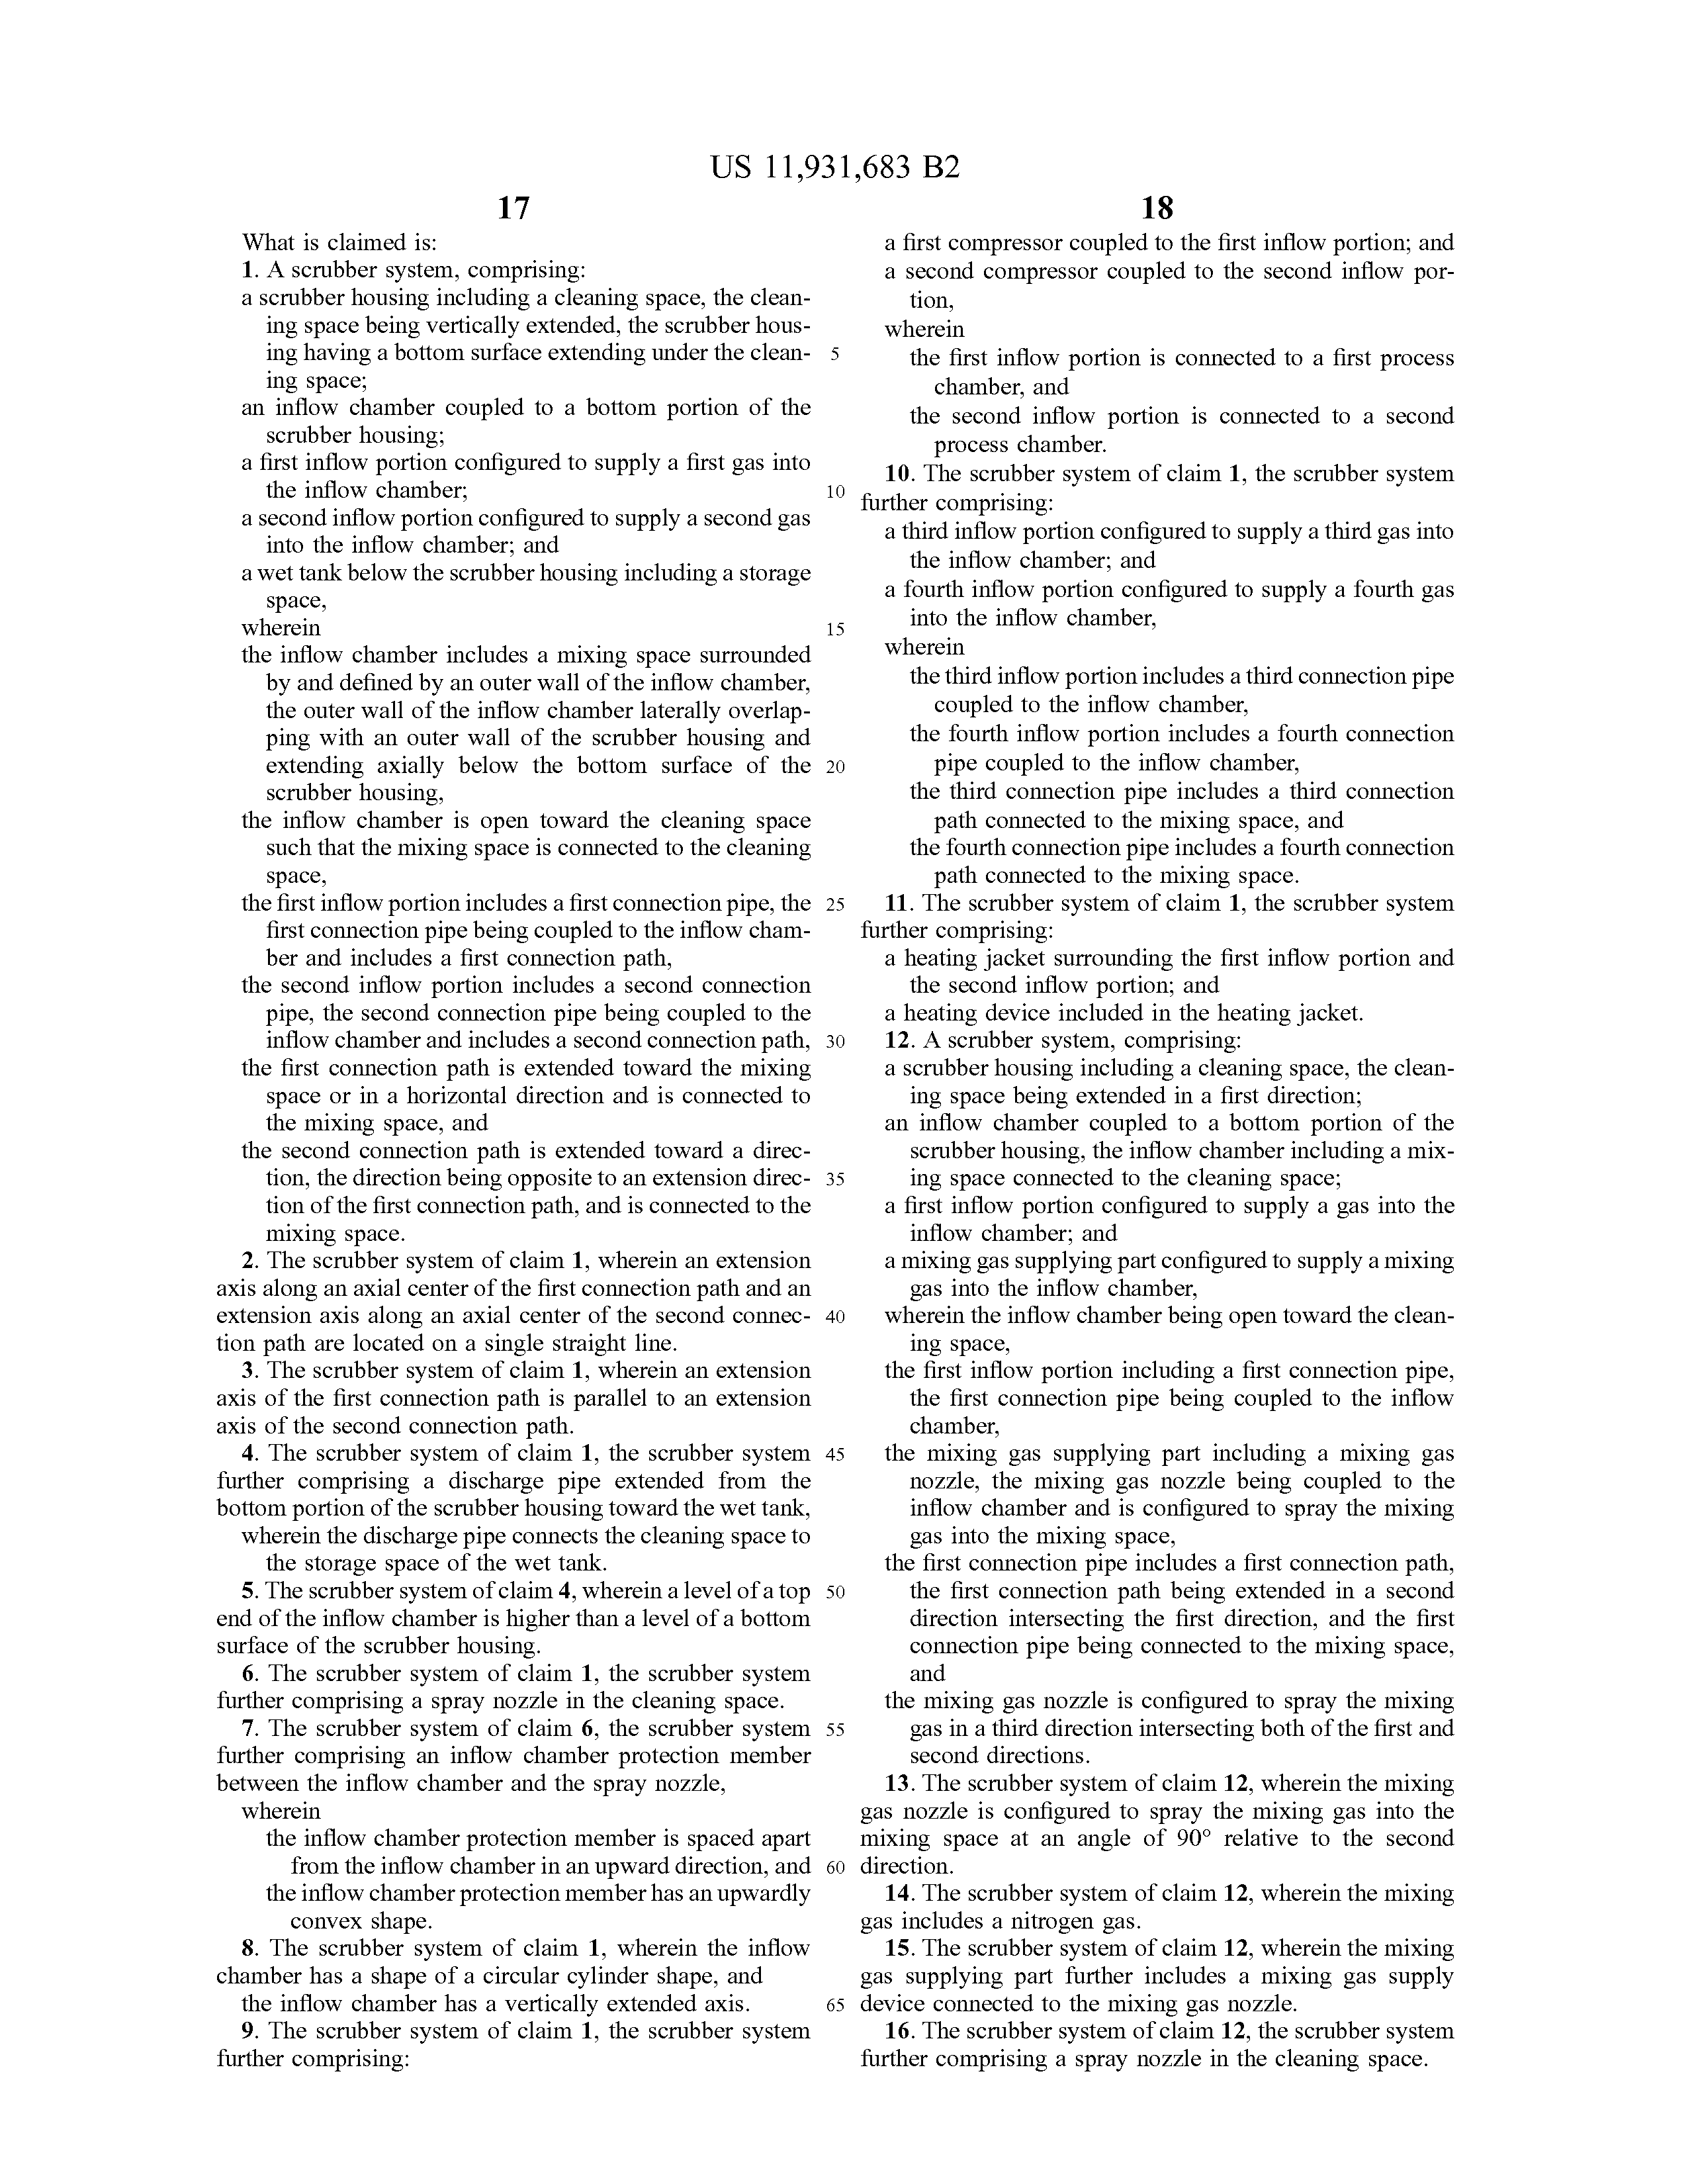 US 11,931,683 B2
17
What is claimed is:
1. A scrubber system, comprising:
a scrubber housing including a cleaning space, the clean-
ing space being vertically extended, the scrubber hous-
ing having a bottom surface extending under the clean-
5
ing space;
an inflow chamber coupled to a bottom portion of the
scrubber housing;
a first inflow portion configured to supply a first gas into
the inflow chamber;
10
a second inflow portion configured to supply a second gas
into the inflow chamber; and
a wet tank below the scrubber housing including a storage
space,
wherein
15
the inflow chamber includes a mixing space surrounded
by and defined by an outer wall of the inflow chamber,
the outer wall of the inflow chamber laterally overlap-
ping with an outer wall of the scrubber housing and
extending axially below the bottom surface of the
20
scrubber housing,
the inflow chamber is open toward the cleaning space
such that the mixing space is connected to the cleaning
space,
the first inflow portion includes a first connection pipe, the
25
first connection pipe being coupled to the inflow cham-
ber and includes a first connection path,
the second inflow portion includes a second connection
pipe, the second connection pipe being coupled to the
inflow chamber and includes a second connection path,
30
the first connection path is extended toward the mixing
space or in a horizontal direction and is connected to
the mixing space, and
the second connection path is extended toward a direc-
tion, the direction being opposite to an extension direc-
35
tion of the first connection path, and is connected to the
mixing space.
2. The scrubber system of claim 1, wherein an extension
axis along an axial center of the first connection path and an
extension axis along an axial center of the second connec-
40
tion path are located on a single straight line.
3. The scrubber system of claim 1, wherein an extension
axis of the first connection path is parallel to an extension
axis of the second connection path.
4. The scrubber system of claim 1, the scrubber system
45
further comprising a discharge pipe extended from the
bottom portion of the scrubber housing toward the wet tank,
wherein the discharge pipe connects the cleaning space to
the storage space of the wet tank.
5. The scrubber system of claim 4, wherein a level of a top
50
end of the inflow chamber is higher than a level of a bottom
surface of the scrubber housing.
6. The scrubber system of claim 1, the scrubber system
further comprising a spray nozzle in the cleaning space.
7. The scrubber system of claim 6, the scrubber system
55
further comprising an inflow chamber protection member
between the inflow chamber and the spray nozzle,
wherein
the inflow chamber protection member is spaced apart
from the inflow chamber in an upward direction, and
60
the inflow chamber protection member has an upwardly
convex shape.
8. The scrubber system of claim 1, wherein the inflow
chamber has a shape of a circular cylinder shape, and
the inflow chamber has a vertically extended axis.
65
9. The scrubber system of claim 1, the scrubber system
further comprising:
18
a first compressor coupled to the first inflow portion; and
a second compressor coupled to the second inflow por-
tion,
wherein
the first inflow portion is connected to a first process
chamber, and
the second inflow portion is connected to a second
process chamber.
10. The scrubber system of claim 1, the scrubber system
further comprising:
a third inflow portion configured to supply a third gas into
the inflow chamber; and
a fourth inflow portion configured to supply a fourth gas
into the inflow chamber,
wherein
the third inflow portion includes a third connection pipe
coupled to the inflow chamber,
the fourth inflow portion includes a fourth connection
pipe coupled to the inflow chamber,
the third connection pipe includes a third connection
path connected to the mixing space, and
the fourth connection pipe includes a fourth connection
path connected to the mixing space.
11. The scrubber system of claim 1, the scrubber system
further comprising:
a heating jacket surrounding the first inflow portion and
the second inflow portion; and
a heating device included in the heating jacket.
12. A scrubber system, comprising:
a scrubber housing including a cleaning space, the clean-
ing space being extended in a first direction;
an inflow chamber coupled to a bottom portion of the
scrubber housing, the inflow chamber including a mix-
ing space connected to the cleaning space;
a first inflow portion configured to supply a gas into the
inflow chamber; and
a mixing gas supplying part configured to supply a mixing
gas into the inflow chamber,
wherein the inflow chamber being open toward the clean-
ing space,
the first inflow portion including a first connection pipe,
the first connection pipe being coupled to the inflow
chamber,
the mixing gas supplying part including a mixing gas
nozzle, the mixing gas nozzle being coupled to the
inflow chamber and is configured to spray the mixing
gas into the mixing space,
the first connection pipe includes a first connection path,
the first connection path being extended in a second
direction intersecting the first direction, and the first
connection pipe being connected to the mixing space,
and
the mixing gas nozzle is configured to spray the mixing
gas in a third direction intersecting both of the first and
second directions.
13. The scrubber system of claim 12, wherein the mixing
gas nozzle is configured to spray the mixing gas into the
mixing space at an angle of 90° relative to the second
direction.
14. The scrubber system of claim 12, wherein the mixing
gas includes a nitrogen gas.
15. The scrubber system of claim 12, wherein the mixing
gas supplying part further includes a mixing gas supply
device connected to the mixing gas nozzle.
16. The scrubber system of claim 12, the scrubber system
further comprising a spray nozzle in the cleaning space.